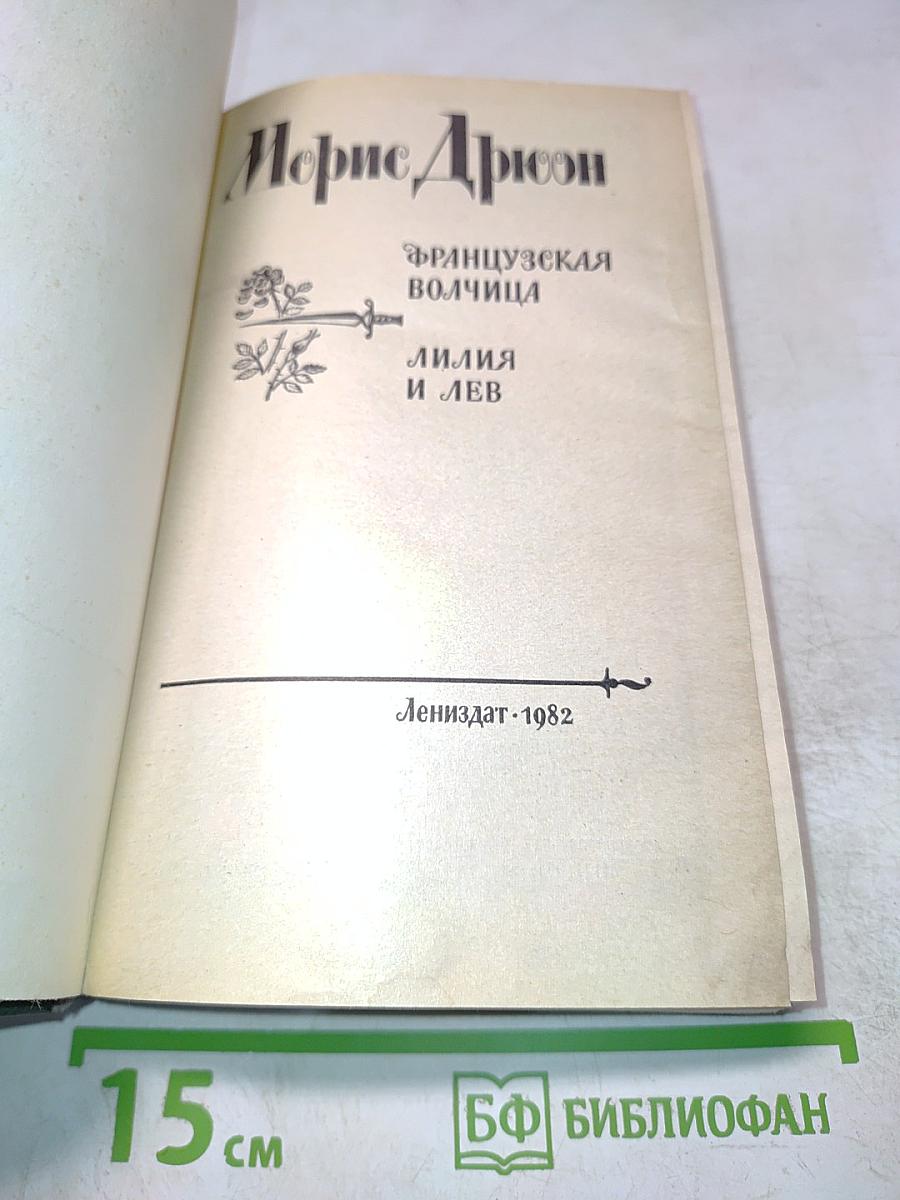 Морис Дрюон
ФРАНЦУЗСКАЯ
ВОЛЧИЦА
ЛИЛИЯ
И ЛЕВ
Лениздат · 1982
15 см
БФ БИБЛИОФАН